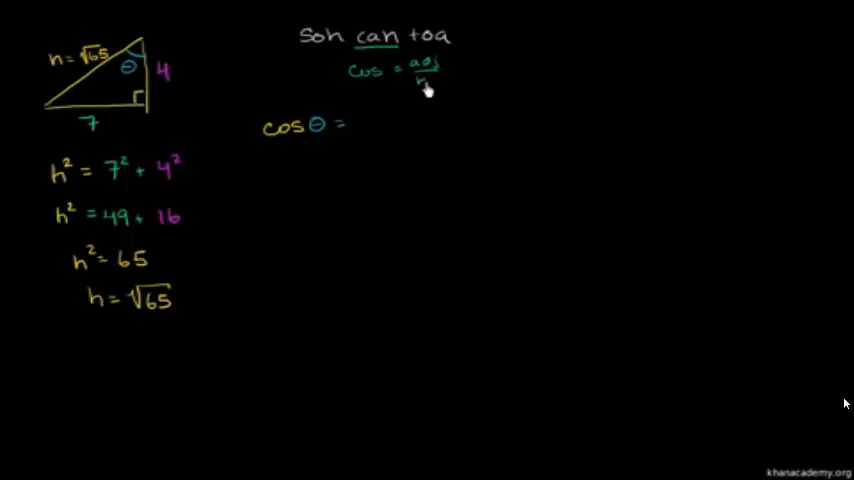 soh cah toa
h = √65
θ
4
cos = adj
h
7
cos θ =
h² = 7² + 4²
h² = 49 + 16
h² = 65
h = √65
khanacademy.org